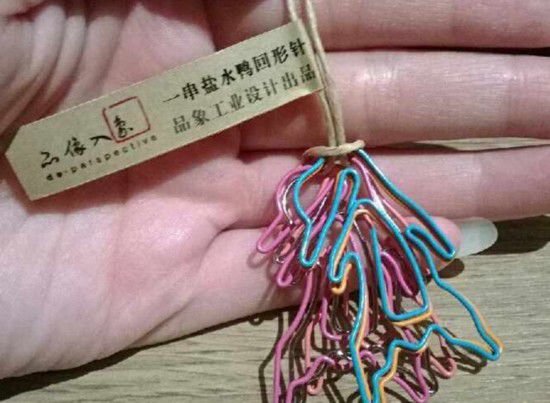 一串盐水鸭回形针
品象工业设计出品
de-perspective